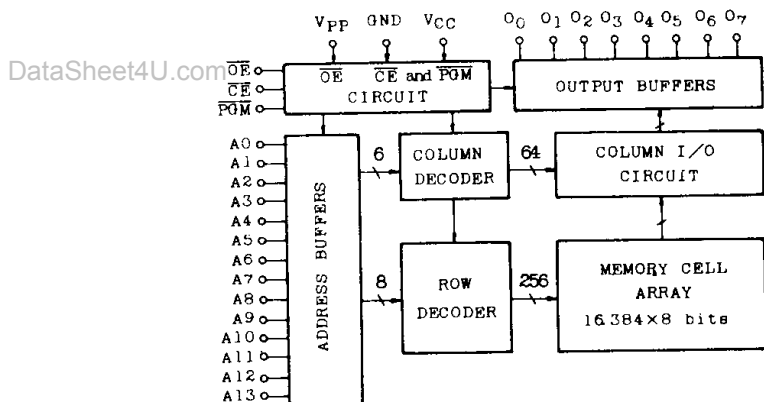 VPP GND VCC O0 O1 O2 O3 O4 O5 O6 O7
DataSheet4U.com
OE
CE
PGM
OE CE and PGM
CIRCUIT
OUTPUT BUFFERS
A0
A1
A2
A3
A4
A5
A6
A7
A8
A9
A10
A11
A12
A13
ADDRESS BUFFERS
6
COLUMN
DECODER
64
COLUMN I/O
CIRCUIT
8
ROW
DECODER
256
MEMORY CELL
ARRAY
16.384×8 bits